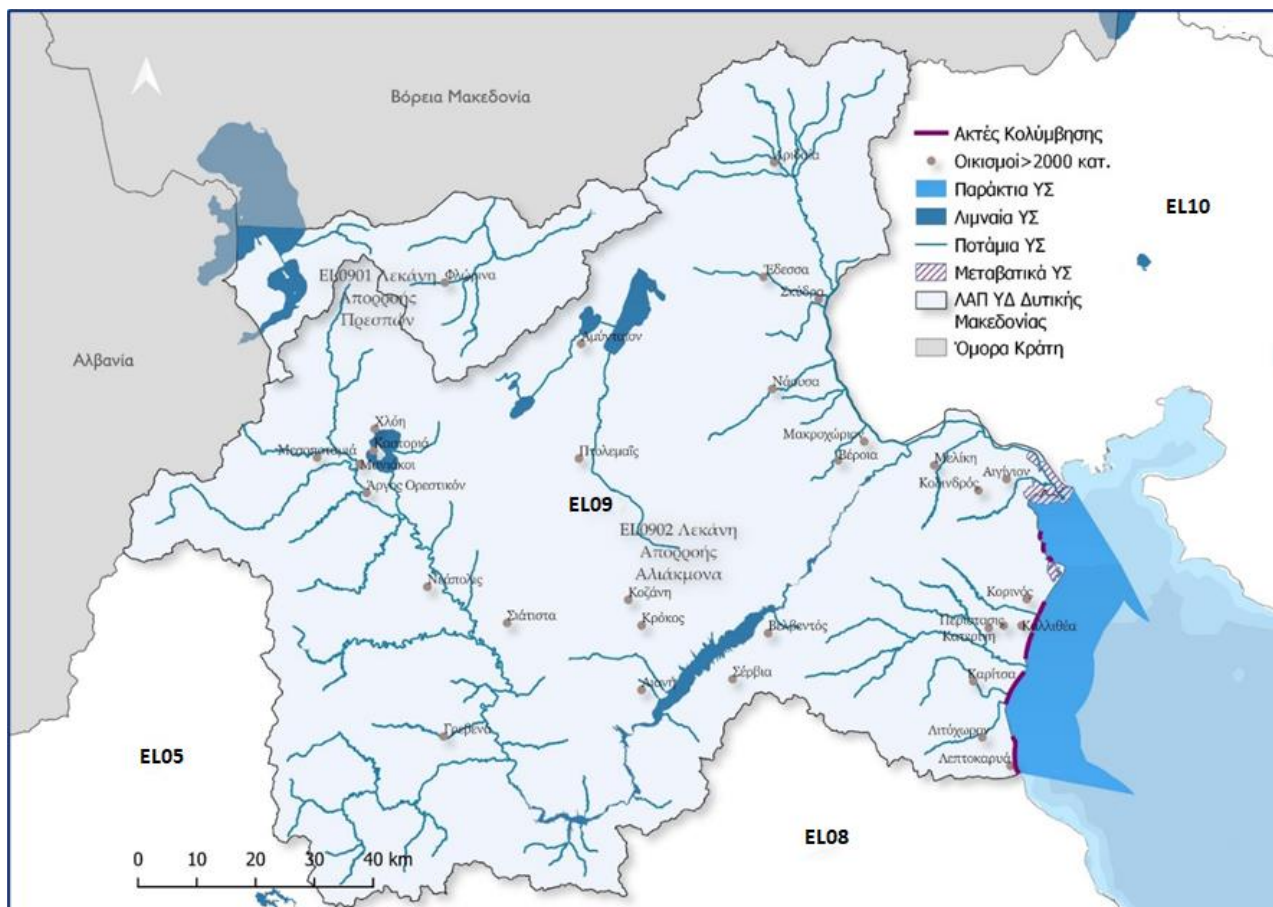 Βόρεια Μακεδονία
Αλβανία
Ακτές Κολύμβησης
Οικισμοί>2000 κατ.
Παράκτια ΥΣ
Λιμναία ΥΣ
Ποτάμια ΥΣ
Μεταβατικά ΥΣ
ΛΑΠ ΥΔ Δυτικής
Μακεδονίας
Όμορα Κράτη
EL10
Αριδαία
EL0901 Λεκάνη
Απορροής
Πρεσπών
Φλώρινα
Έδεσσα
Σκύδρα
Αμύνταιον
Νάουσα
Χλόη
Καστοριά
Μεσοποταμιά
Μανιάκοι
Άργος Ορεστικόν
Πτολεμαΐς
Μακροχώριον
Βέροια
Μελίκη
Κολινδρός
Αιγίνιον
EL09
EL0902 Λεκάνη
Απορροής
Αλιάκμονα
Νεάπολις
Σιάτιστα
Κοζάνη
Κρόκος
Βελβεντός
Σέρβια
Αιανή
Κορινός
Περίστασις
Κατερίνη
Καλλιθέα
Καρίτσα
Λιτόχωρον
Λεπτοκαρυά
Γρεβενά
EL05
EL08
0 10 20 30 40 km